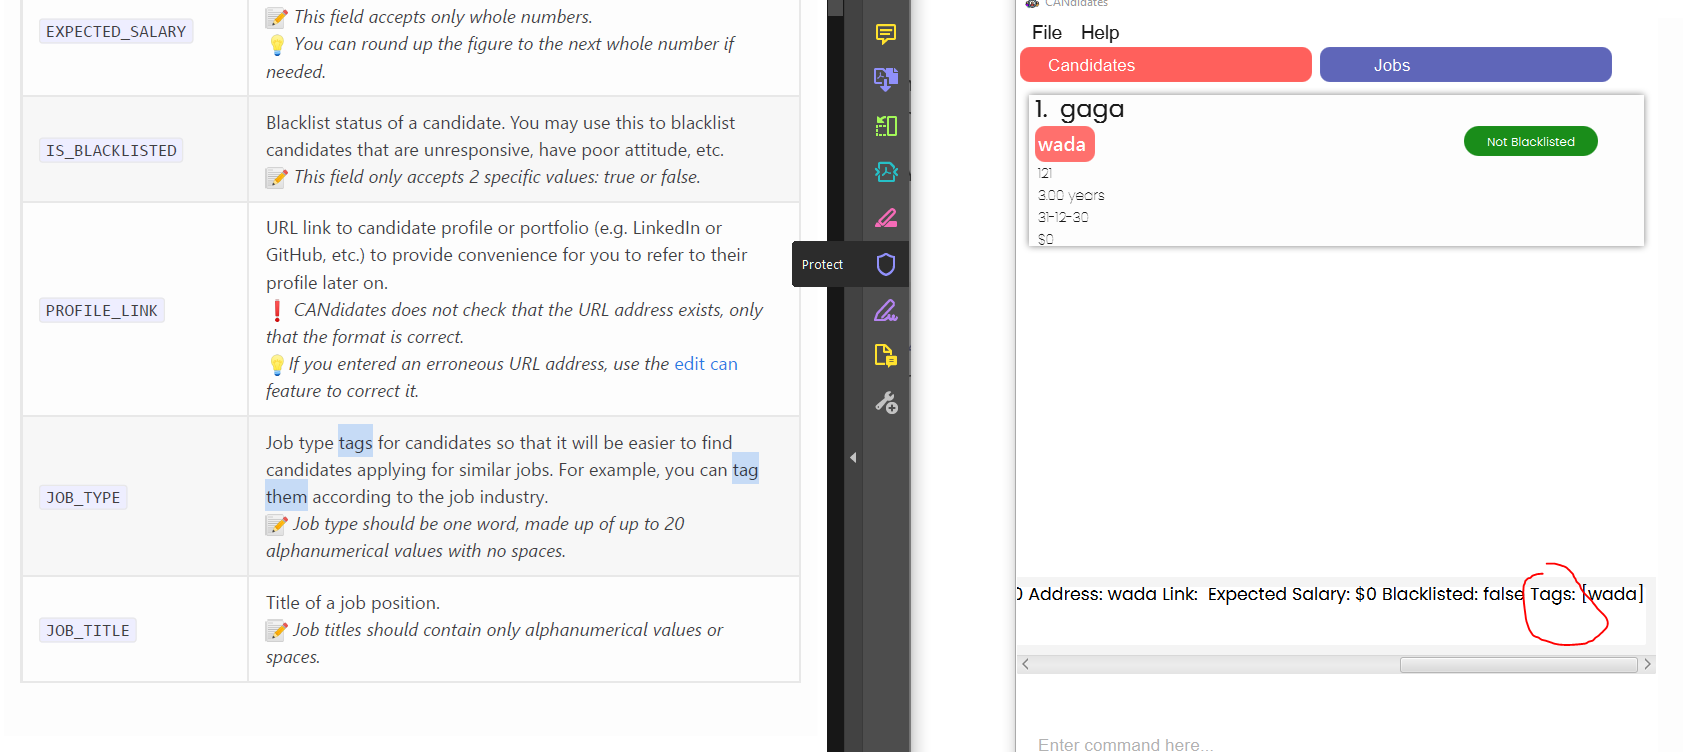 EXPECTED_SALARY
This field accepts only whole numbers.
You can round up the figure to the next whole number if
needed.
IS_BLACKLISTED
Blacklist status of a candidate. You may use this to blacklist
candidates that are unresponsive, have poor attitude, etc.
This field only accepts 2 specific values: true or false.
PROFILE_LINK
URL link to candidate profile or portfolio (e.g. LinkedIn or
GitHub, etc.) to provide convenience for you to refer to their
profile later on.
CANdidates does not check that the URL address exists, only
that the format is correct.
If you entered an erroneous URL address, use the edit can
feature to correct it.
JOB_TYPE
Job type tags for candidates so that it will be easier to find
candidates applying for similar jobs. For example, you can tag
them according to the job industry.
Job type should be one word, made up of up to 20
alphanumerical values with no spaces.
JOB_TITLE
Title of a job position.
Job titles should contain only alphanumerical values or
spaces.
Protect
CANdidates
File Help
Candidates Jobs
1. gaga
wada
Not Blacklisted
121
3.00 years
31-12-30
$0
Address: wada Link: Expected Salary: $0 Blacklisted: false Tags: [wada]
Enter command here...